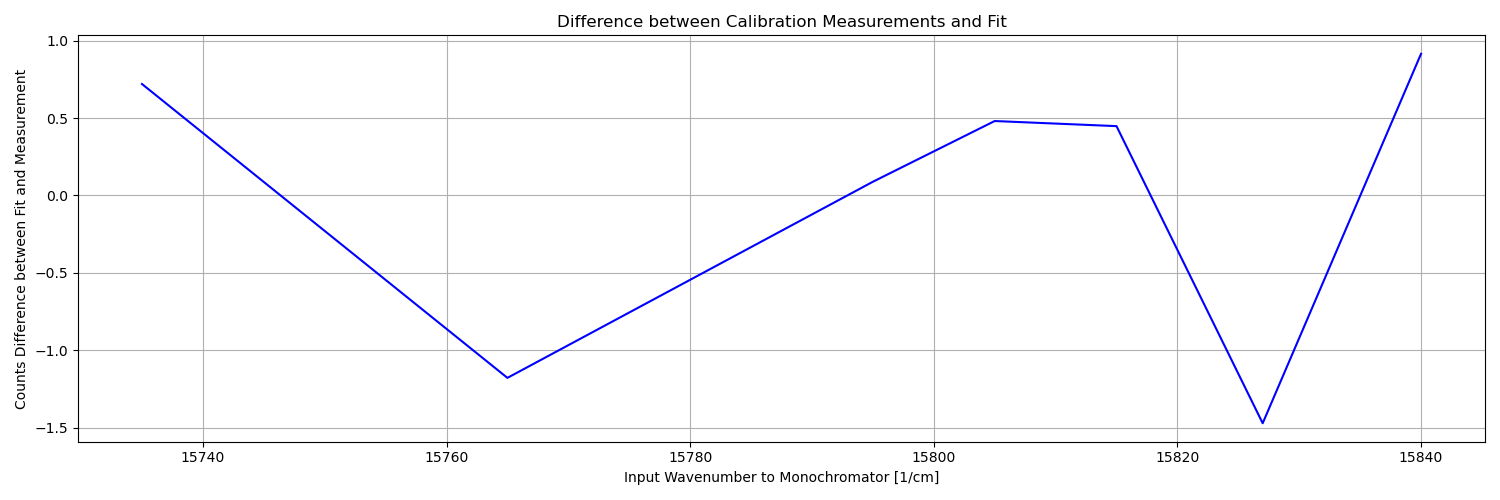 Difference between Calibration Measurements and Fit
Counts Difference between Fit and Measurement
1.0
0.5
0.0
−0.5
−1.0
−1.5
15740 15760 15780 15800 15820 15840
Input Wavenumber to Monochromator [1/cm]